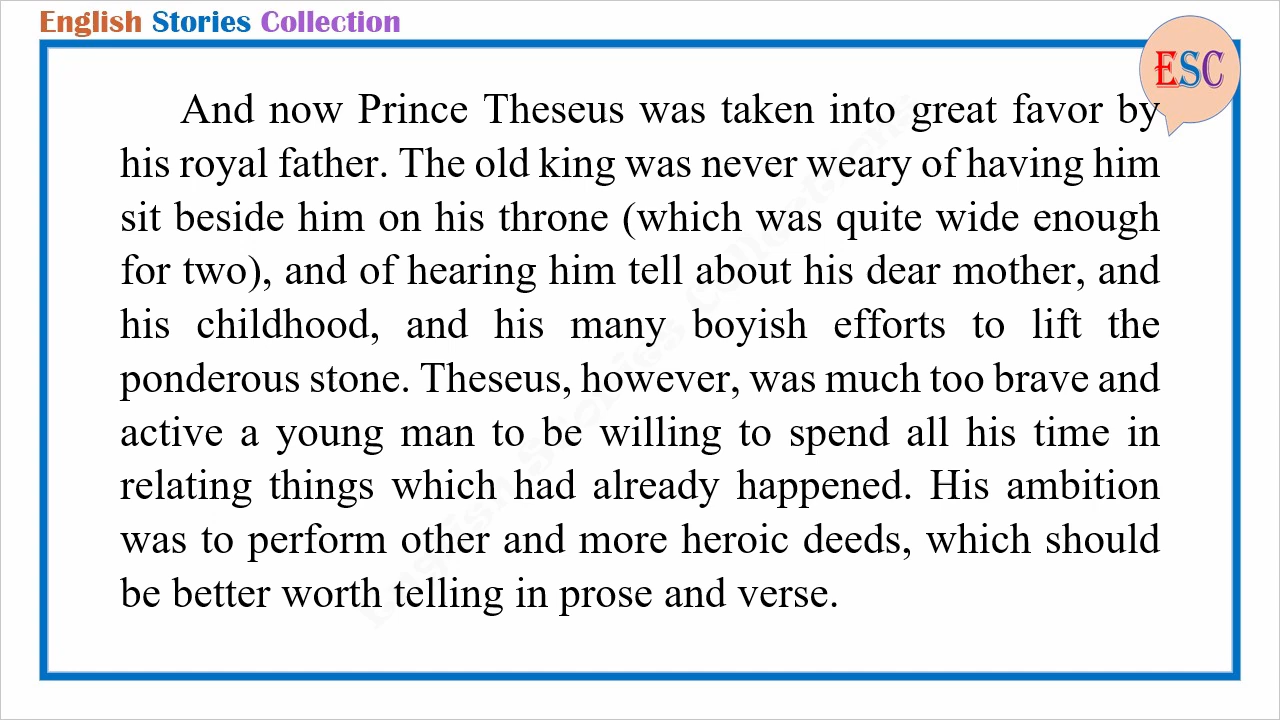 English Stories Collection
ESC
And now Prince Theseus was taken into great favor by
his royal father. The old king was never weary of having him
sit beside him on his throne (which was quite wide enough
for two), and of hearing him tell about his dear mother, and
his childhood, and his many boyish efforts to lift the
ponderous stone. Theseus, however, was much too brave and
active a young man to be willing to spend all his time in
relating things which had already happened. His ambition
was to perform other and more heroic deeds, which should
be better worth telling in prose and verse.
English Stories Collections